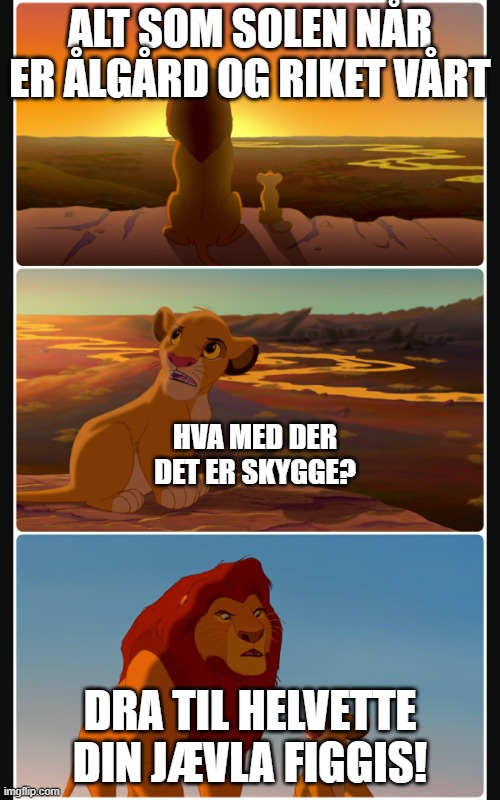 ALT SOM SOLEN NÅR
ER ÅLGÅRD OG RIKET VÅRT
HVA MED DER
DET ER SKYGGE?
DRA TIL HELVETTE
DIN JÆVLA FIGGIS!
imgflip.com